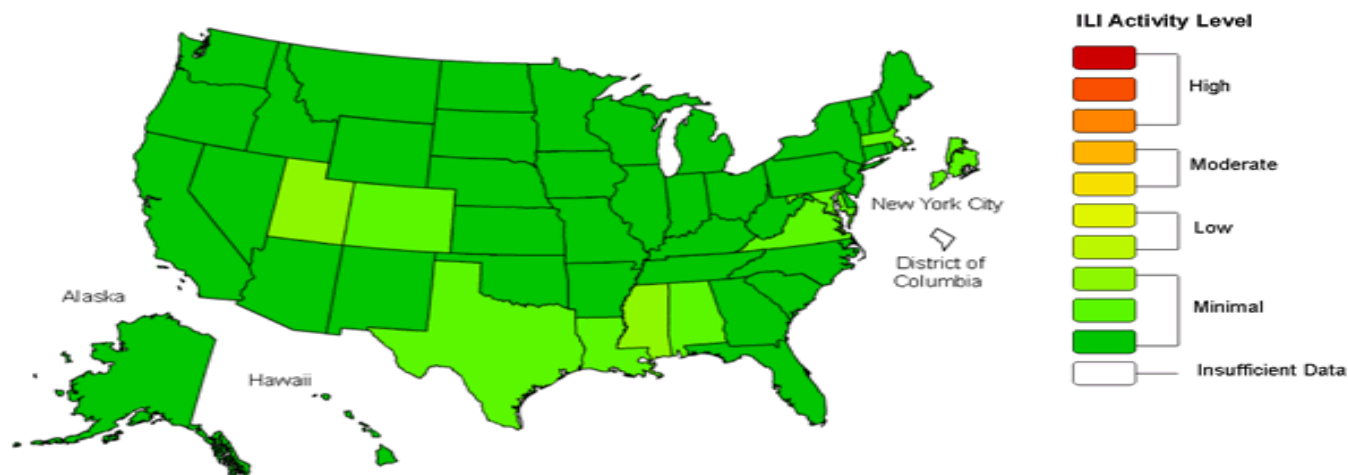 ILI Activity Level
High
Moderate
Low
Minimal
Insufficient Data
New York City
District of
Columbia
Alaska
Hawaii